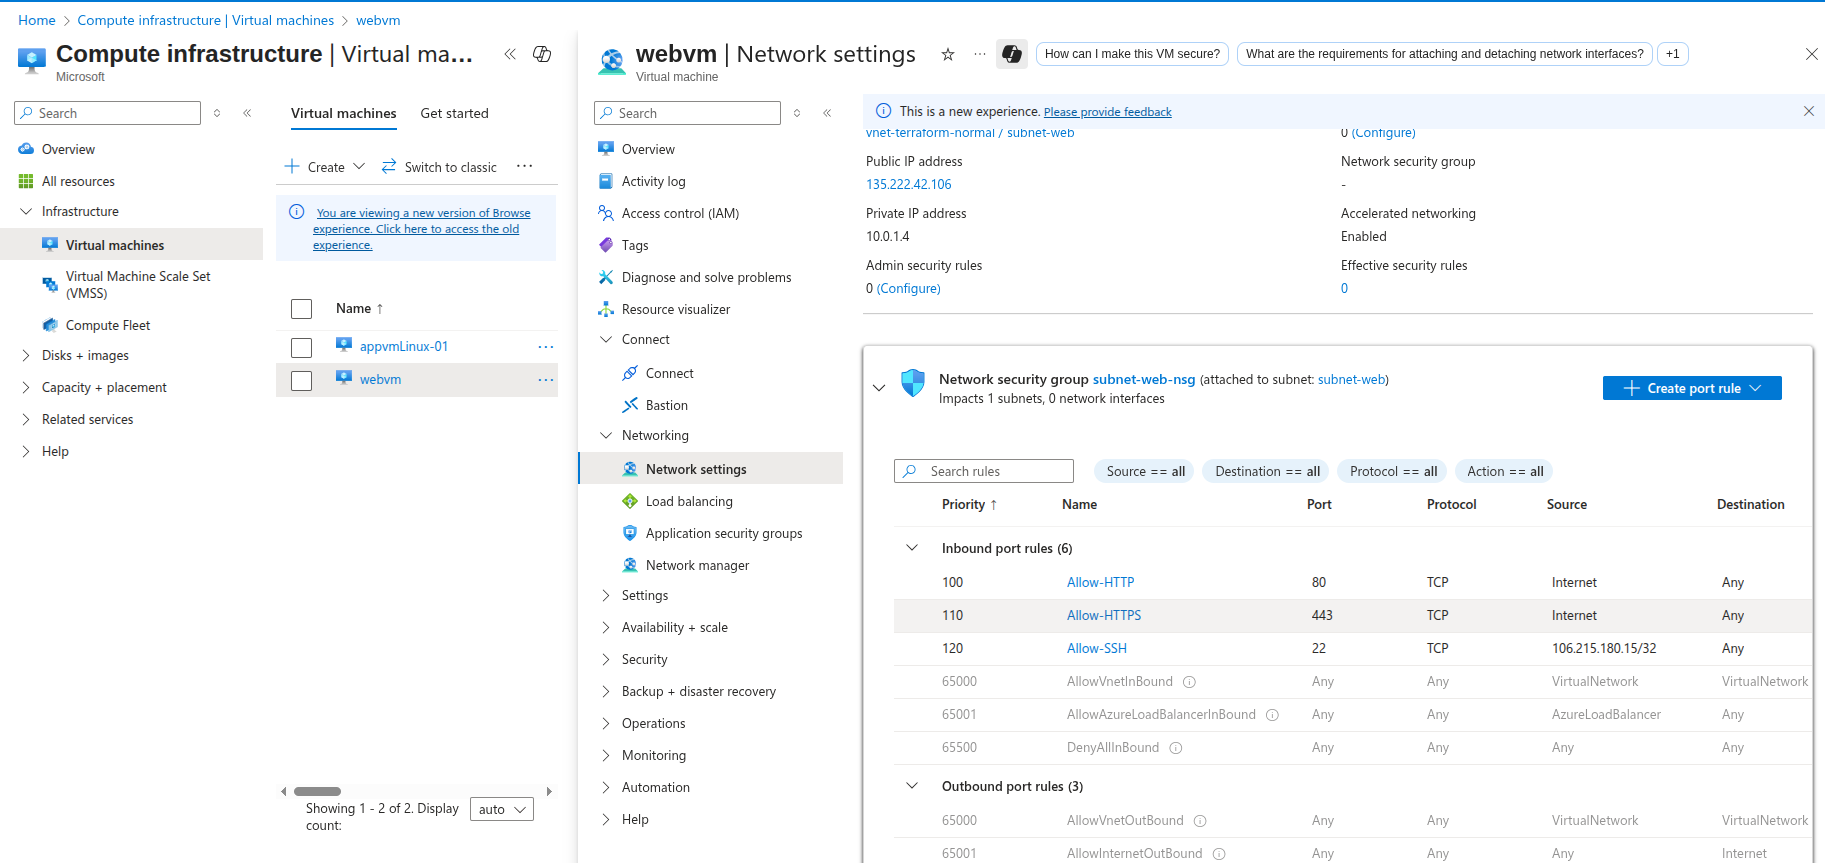 Home > Compute infrastructure | Virtual machines > webvm
Compute infrastructure | Virtual ma...
Microsoft
Search
Overview
All resources
Infrastructure
Virtual machines
Virtual Machine Scale Set
(VMSS)
Compute Fleet
Disks + images
Capacity + placement
Related services
Help
Virtual machines
Get started
Create
Switch to classic
You are viewing a new version of Browse
experience. Click here to access the old
experience.
Name ↑
appvmLinux-01
webvm
Showing 1 - 2 of 2. Display
count:
auto
webvm | Network settings
Virtual machine
How can I make this VM secure?
What are the requirements for attaching and detaching network interfaces?
+1
Search
Overview
Activity log
Access control (IAM)
Tags
Diagnose and solve problems
Resource visualizer
Connect
Connect
Bastion
Networking
Network settings
Load balancing
Application security groups
Network manager
Settings
Availability + scale
Security
Backup + disaster recovery
Operations
Monitoring
Automation
Help
This is a new experience. Please provide feedback
vnet-terraform-normal / subnet-web
0 (Configure)
Public IP address
135.222.42.106
Network security group
-
Private IP address
10.0.1.4
Accelerated networking
Enabled
Admin security rules
0 (Configure)
Effective security rules
0
Network security group subnet-web-nsg (attached to subnet: subnet-web)
Impacts 1 subnets, 0 network interfaces
Create port rule
Search rules
Source == all
Destination == all
Protocol == all
Action == all
Priority ↑ Name Port Protocol Source Destination
Inbound port rules (6)
100 Allow-HTTP 80 TCP Internet Any
110 Allow-HTTPS 443 TCP Internet Any
120 Allow-SSH 22 TCP 106.215.180.15/32 Any
65000 AllowVnetInBound Any Any VirtualNetwork VirtualNetwork
65001 AllowAzureLoadBalancerInBound Any Any AzureLoadBalancer Any
65500 DenyAllInBound Any Any Any Any
Outbound port rules (3)
65000 AllowVnetOutBound Any Any VirtualNetwork VirtualNetwork
65001 AllowInternetOutBound Any Any Any Internet